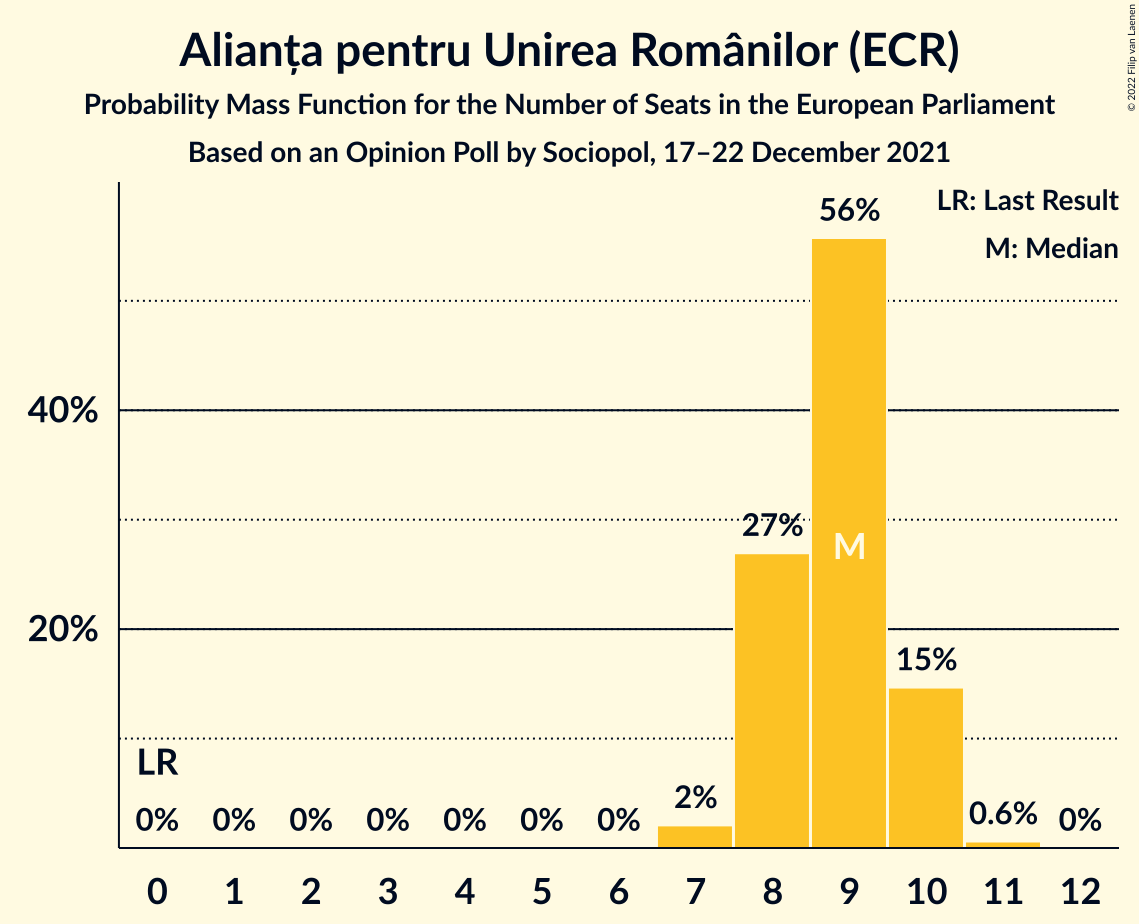 Alianța pentru Unirea Românilor (ECR)
Probability Mass Function for the Number of Seats in the European Parliament
Based on an Opinion Poll by Sociopol, 17–22 December 2021
© 2022 Filip van Laenen
LR: Last Result
M: Median
56%
40%
27%
M
20%
15%
LR
0% 0% 0% 0% 0% 0% 0% 2% 0.6% 0%
0 1 2 3 4 5 6 7 8 9 10 11 12